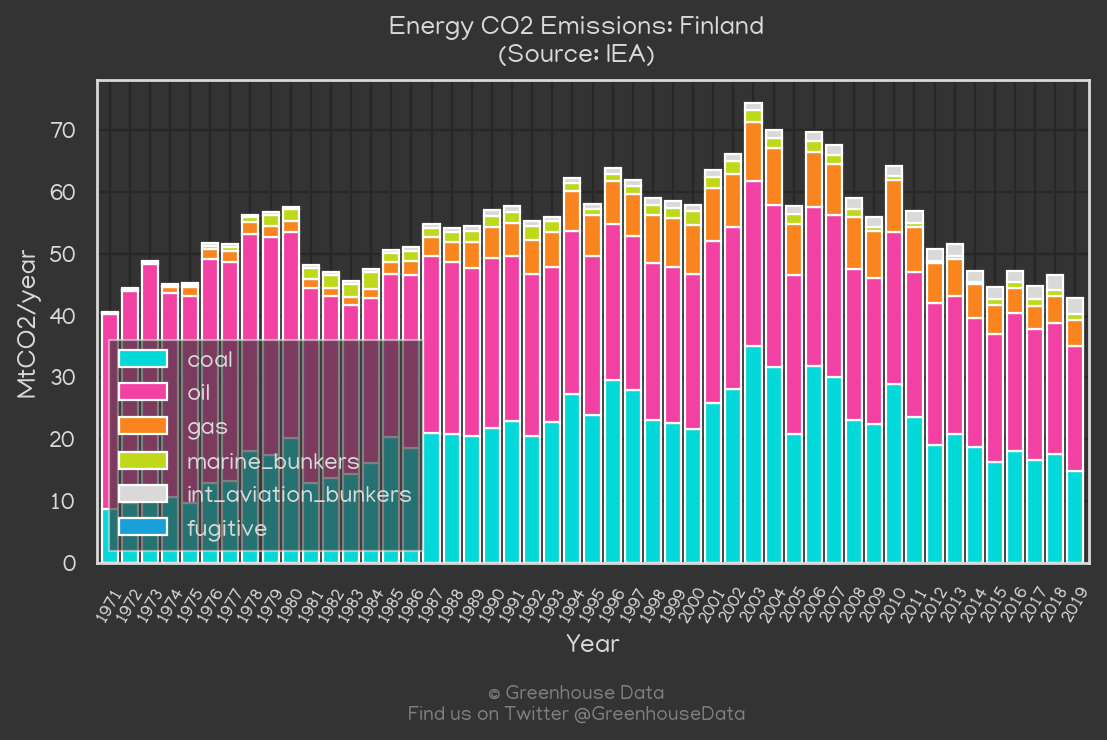 Energy CO2 Emissions: Finland
(Source: IEA)
MtCO2/year
70
60
50
40
30
20
10
0
coal
oil
gas
marine_bunkers
int_aviation_bunkers
fugitive
1971 1972 1973 1974 1975 1976 1977 1978 1979 1980 1981 1982 1983 1984 1985 1986 1987 1988 1989 1990 1991 1992 1993 1994 1995 1996 1997 1998 1999 2000 2001 2002 2003 2004 2005 2006 2007 2008 2009 2010 2011 2012 2013 2014 2015 2016 2017 2018 2019
Year
© Greenhouse Data
Find us on Twitter @GreenhouseData